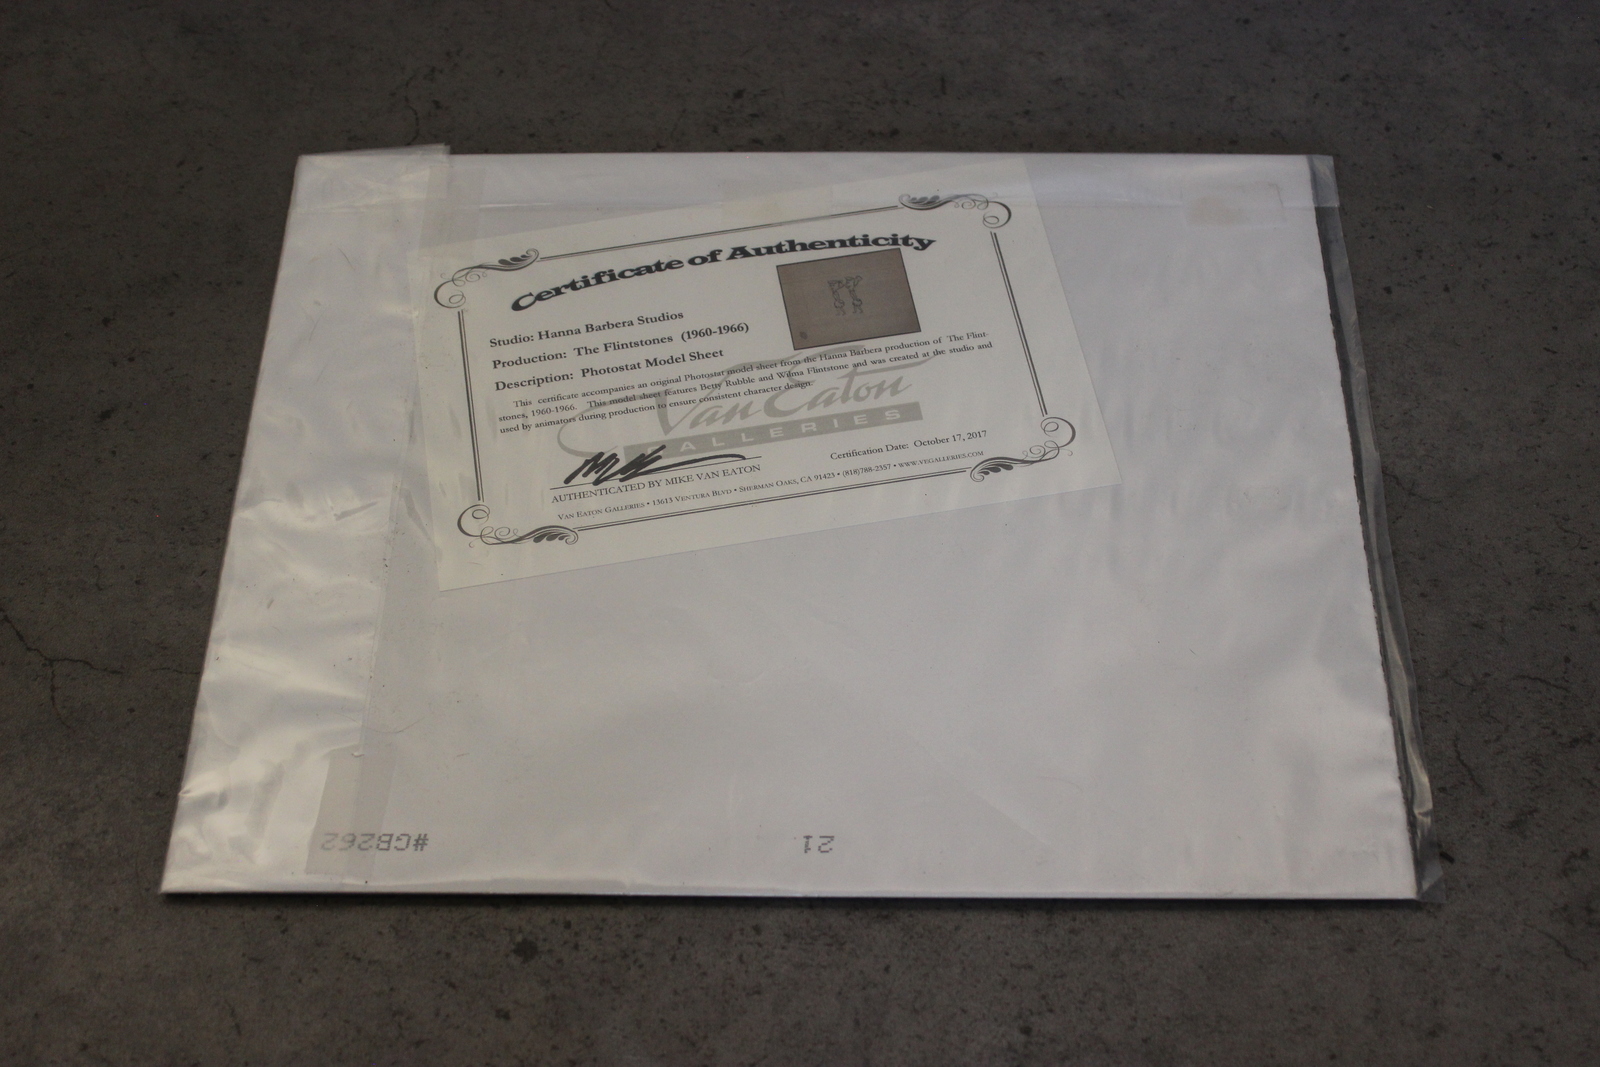 Certificate of Authenticity
Studio: Hanna Barbera Studios
Production: The Flintstones (1960-1966)
Description: Photostat Model Sheet
This certificate accompanies an original Photostat model sheet from the Hanna Barbera production of The Flint-
stones, 1960-1966. This model sheet features Betty Rubble and Wilma Flintstone and was created at the studio and
used by animators during production to ensure consistent character design.
Van Eaton
GALLERIES
Certification Date: October 17, 2017
AUTHENTICATED BY MIKE VAN EATON
VAN EATON GALLERIES • 13613 VENTURA BLVD • SHERMAN OAKS, CA 91423 • (818)788-2357 • WWW.VEGALLERIES.COM
#GB262
21